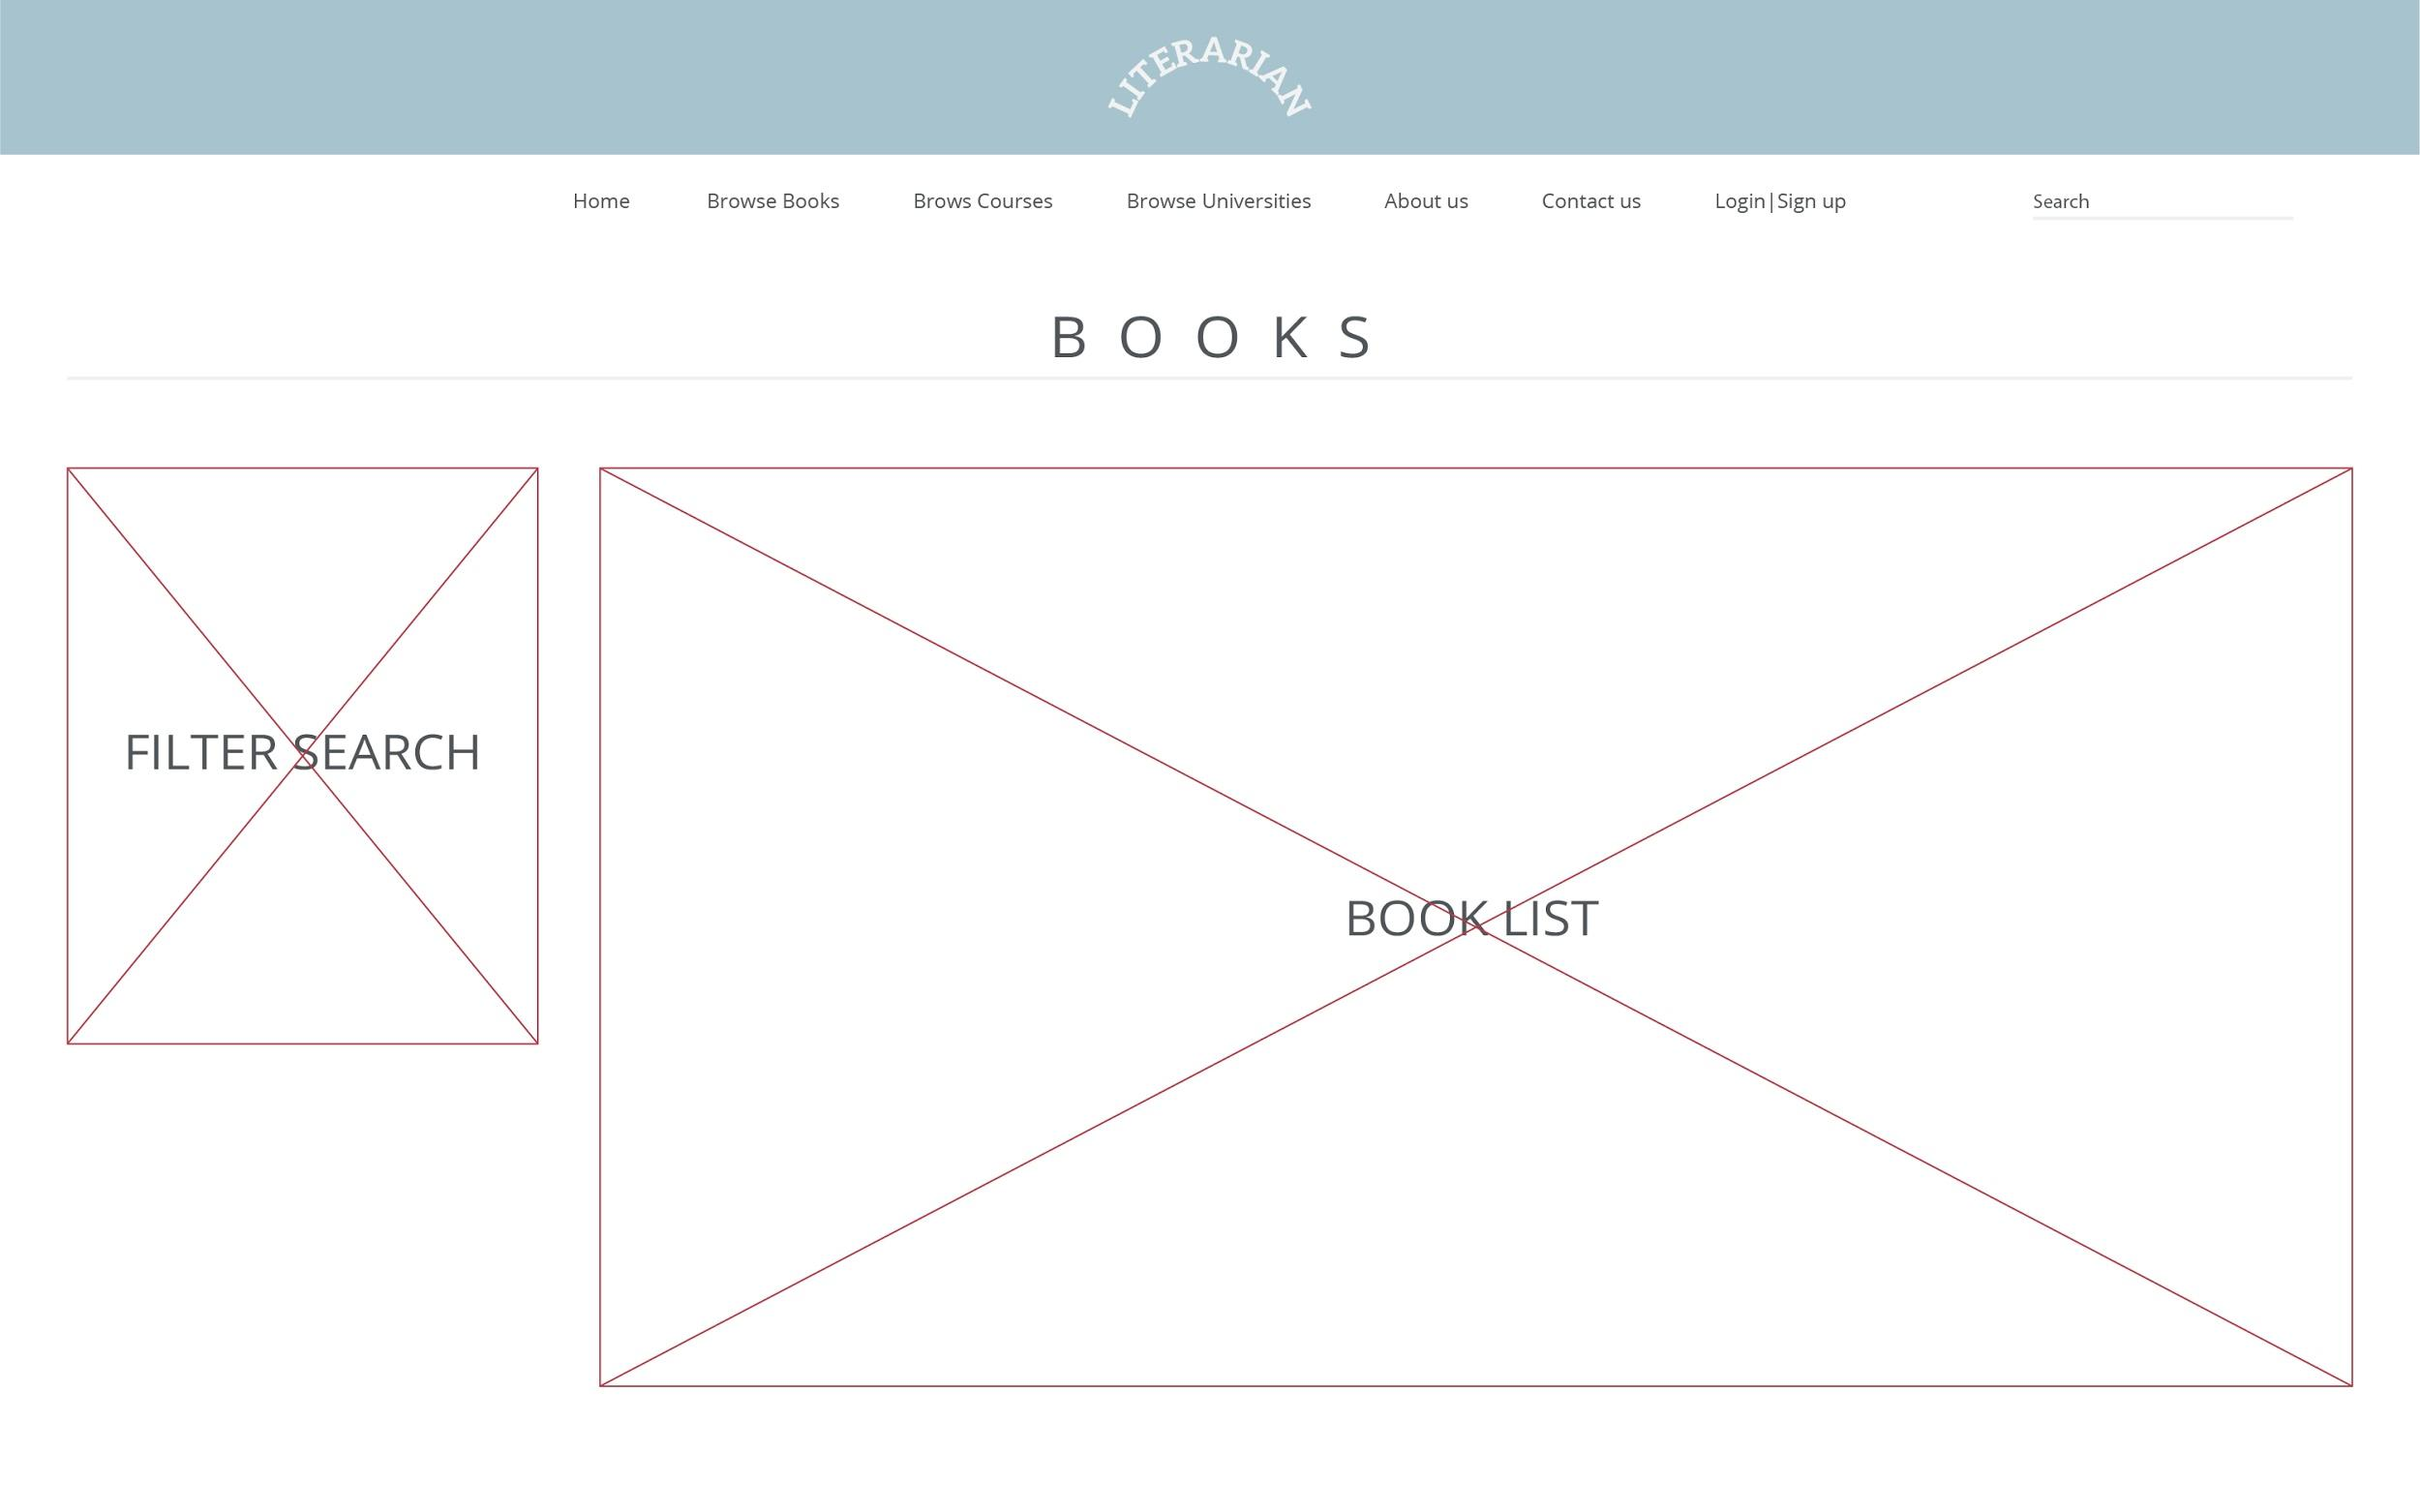 LITERARIAN
Home Browse Books Brows Courses Browse Universities About us Contact us Login|Sign up Search
BOOKS
FILTER SEARCH
BOOK LIST